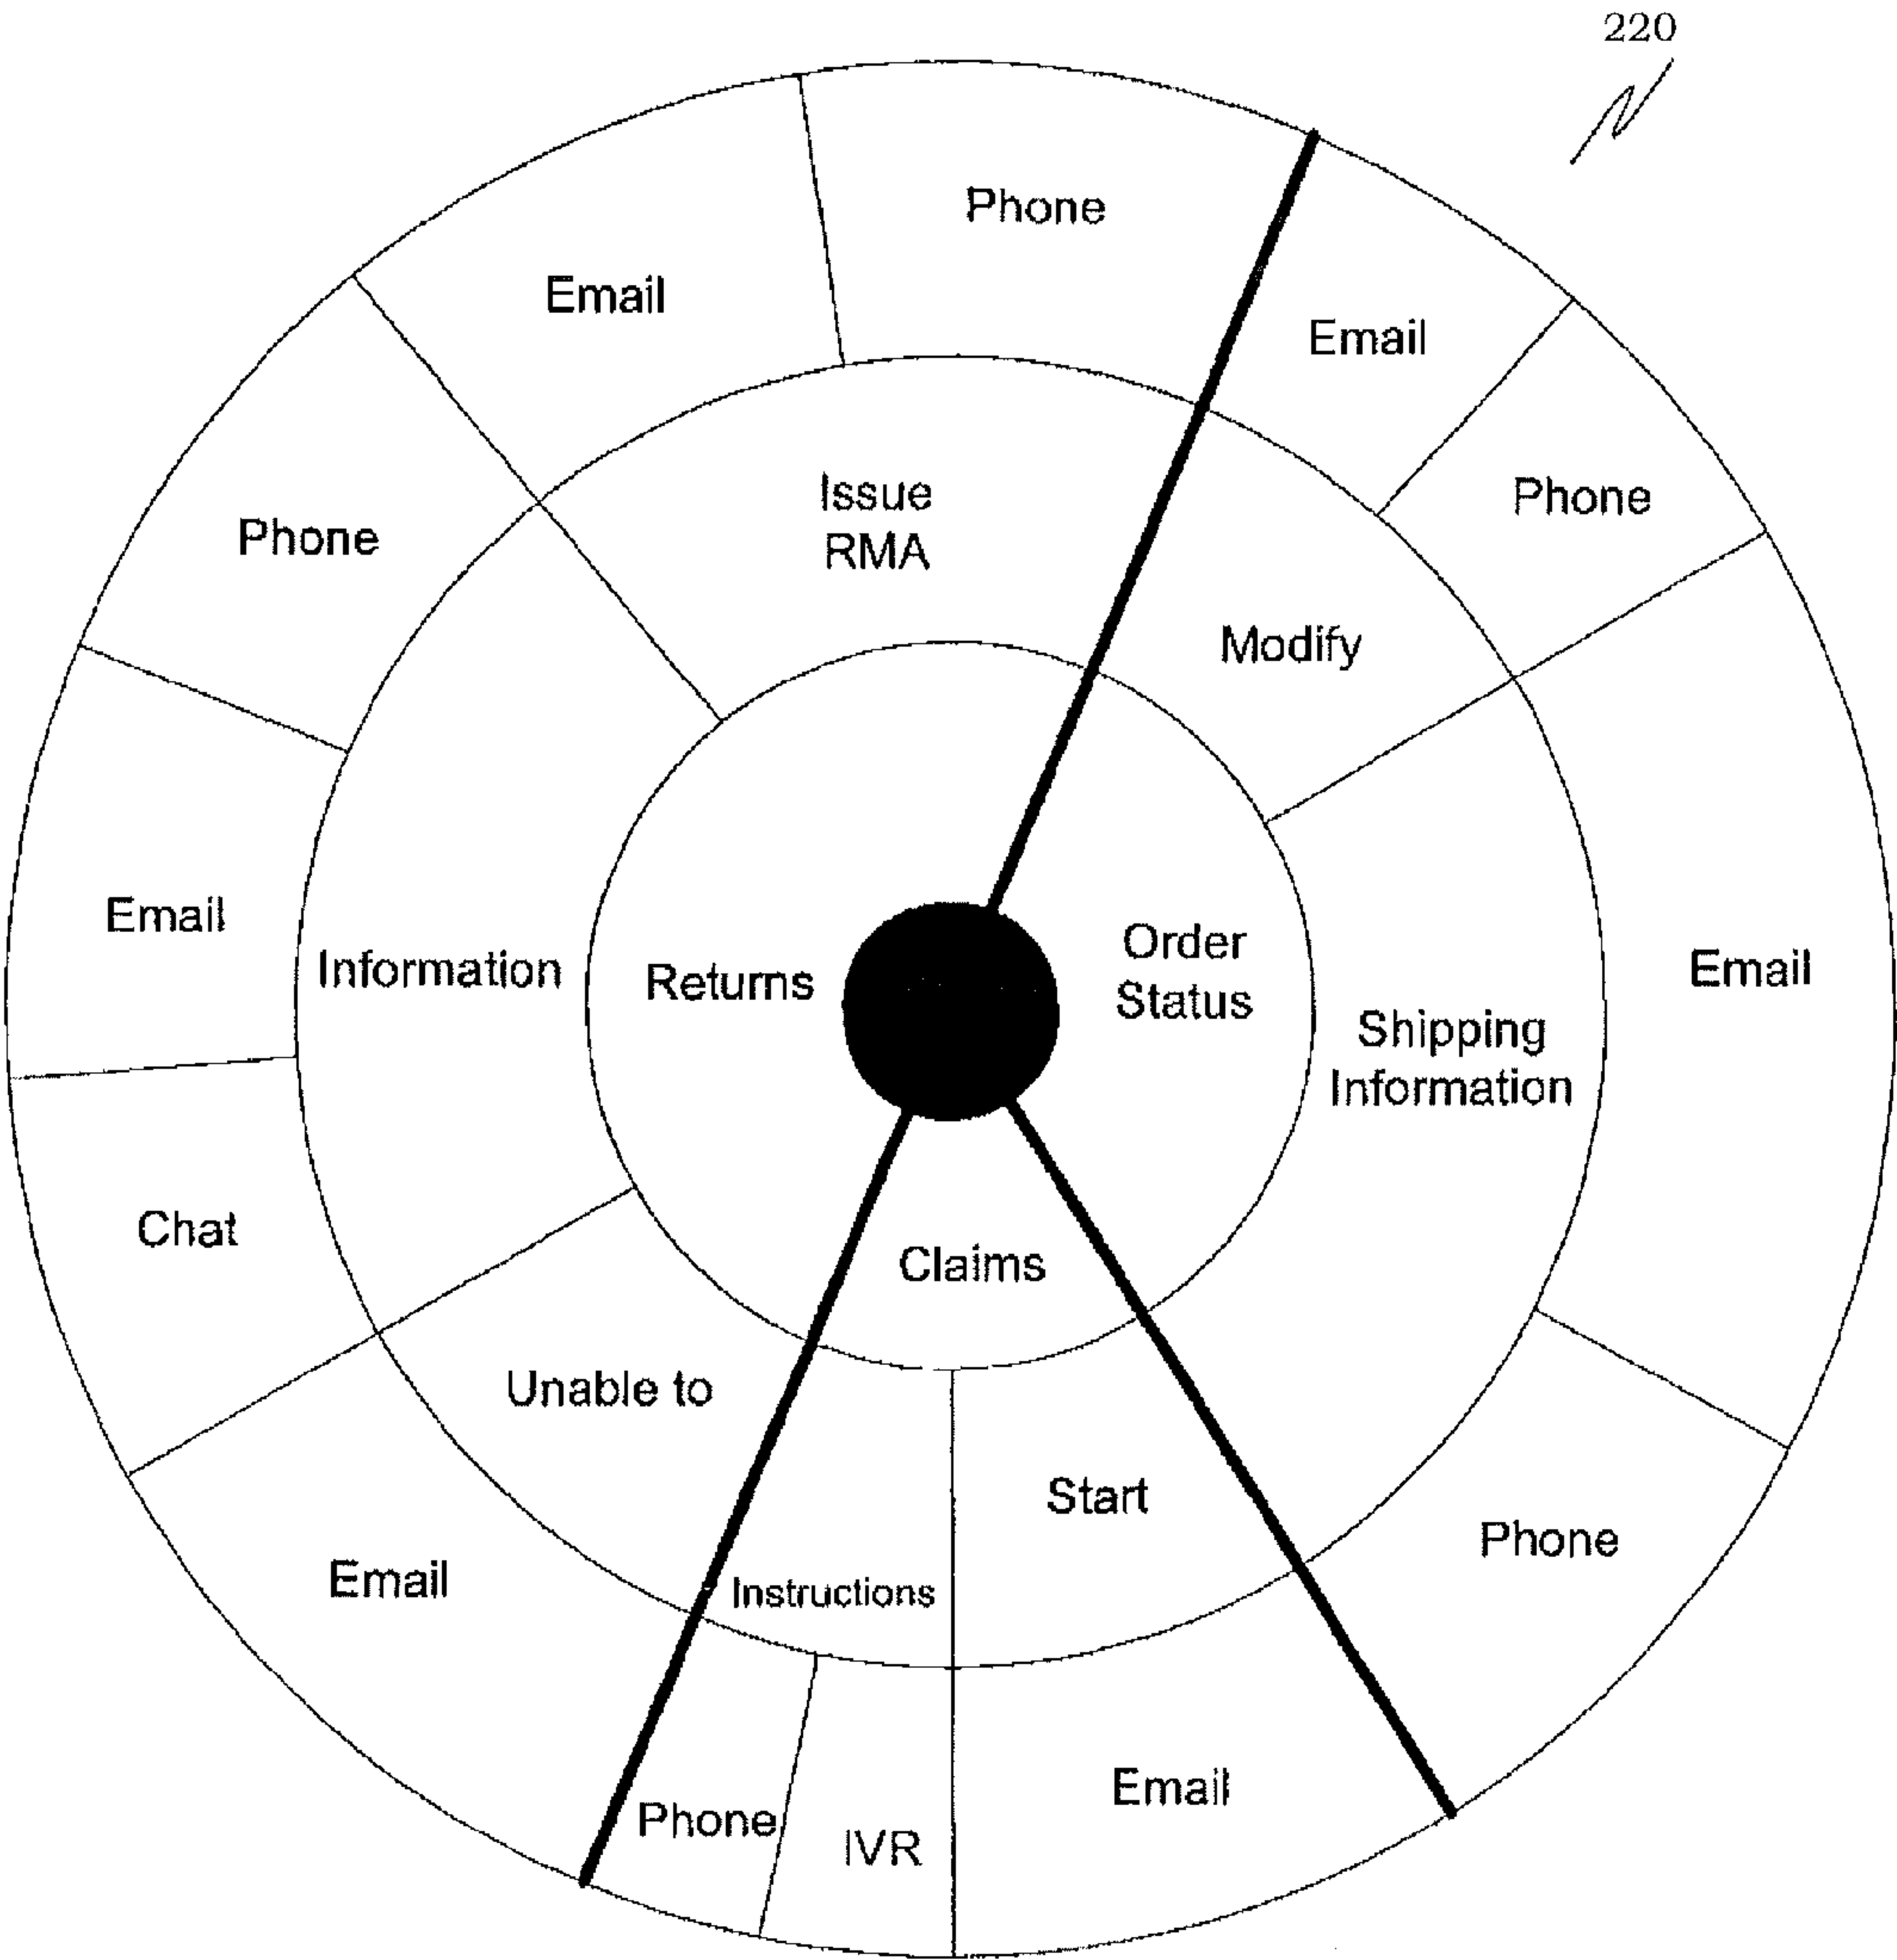 220
Phone
Email
Email
Phone
Issue
RMA
Phone
Modify
Email
Information
Returns
Order
Status
Email
Shipping
Information
Chat
Claims
Unable to
Start
Phone
Email
Instructions
Email
Phone
IVR